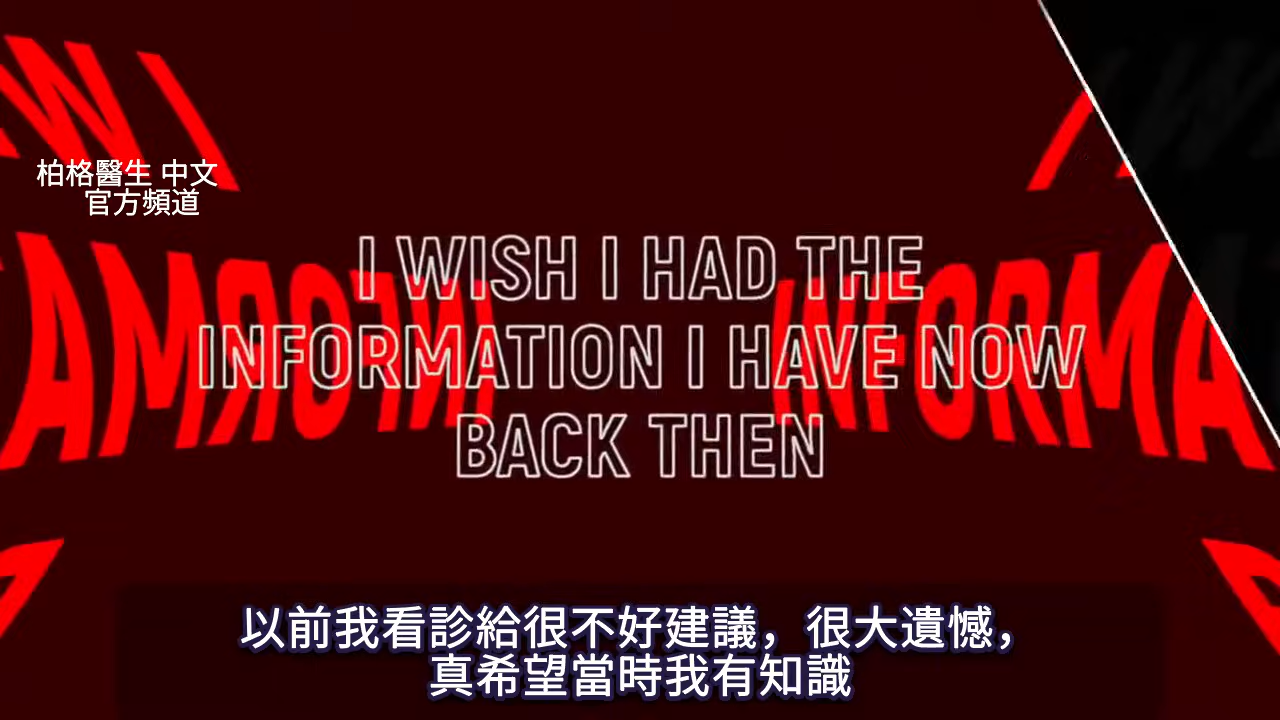 柏格醫生 中文
官方頻道
I WISH I HAD THE
INFORMATION I HAVE NOW
BACK THEN
以前我看診給很不好建議，很大遺憾，
真希望當時我有知識